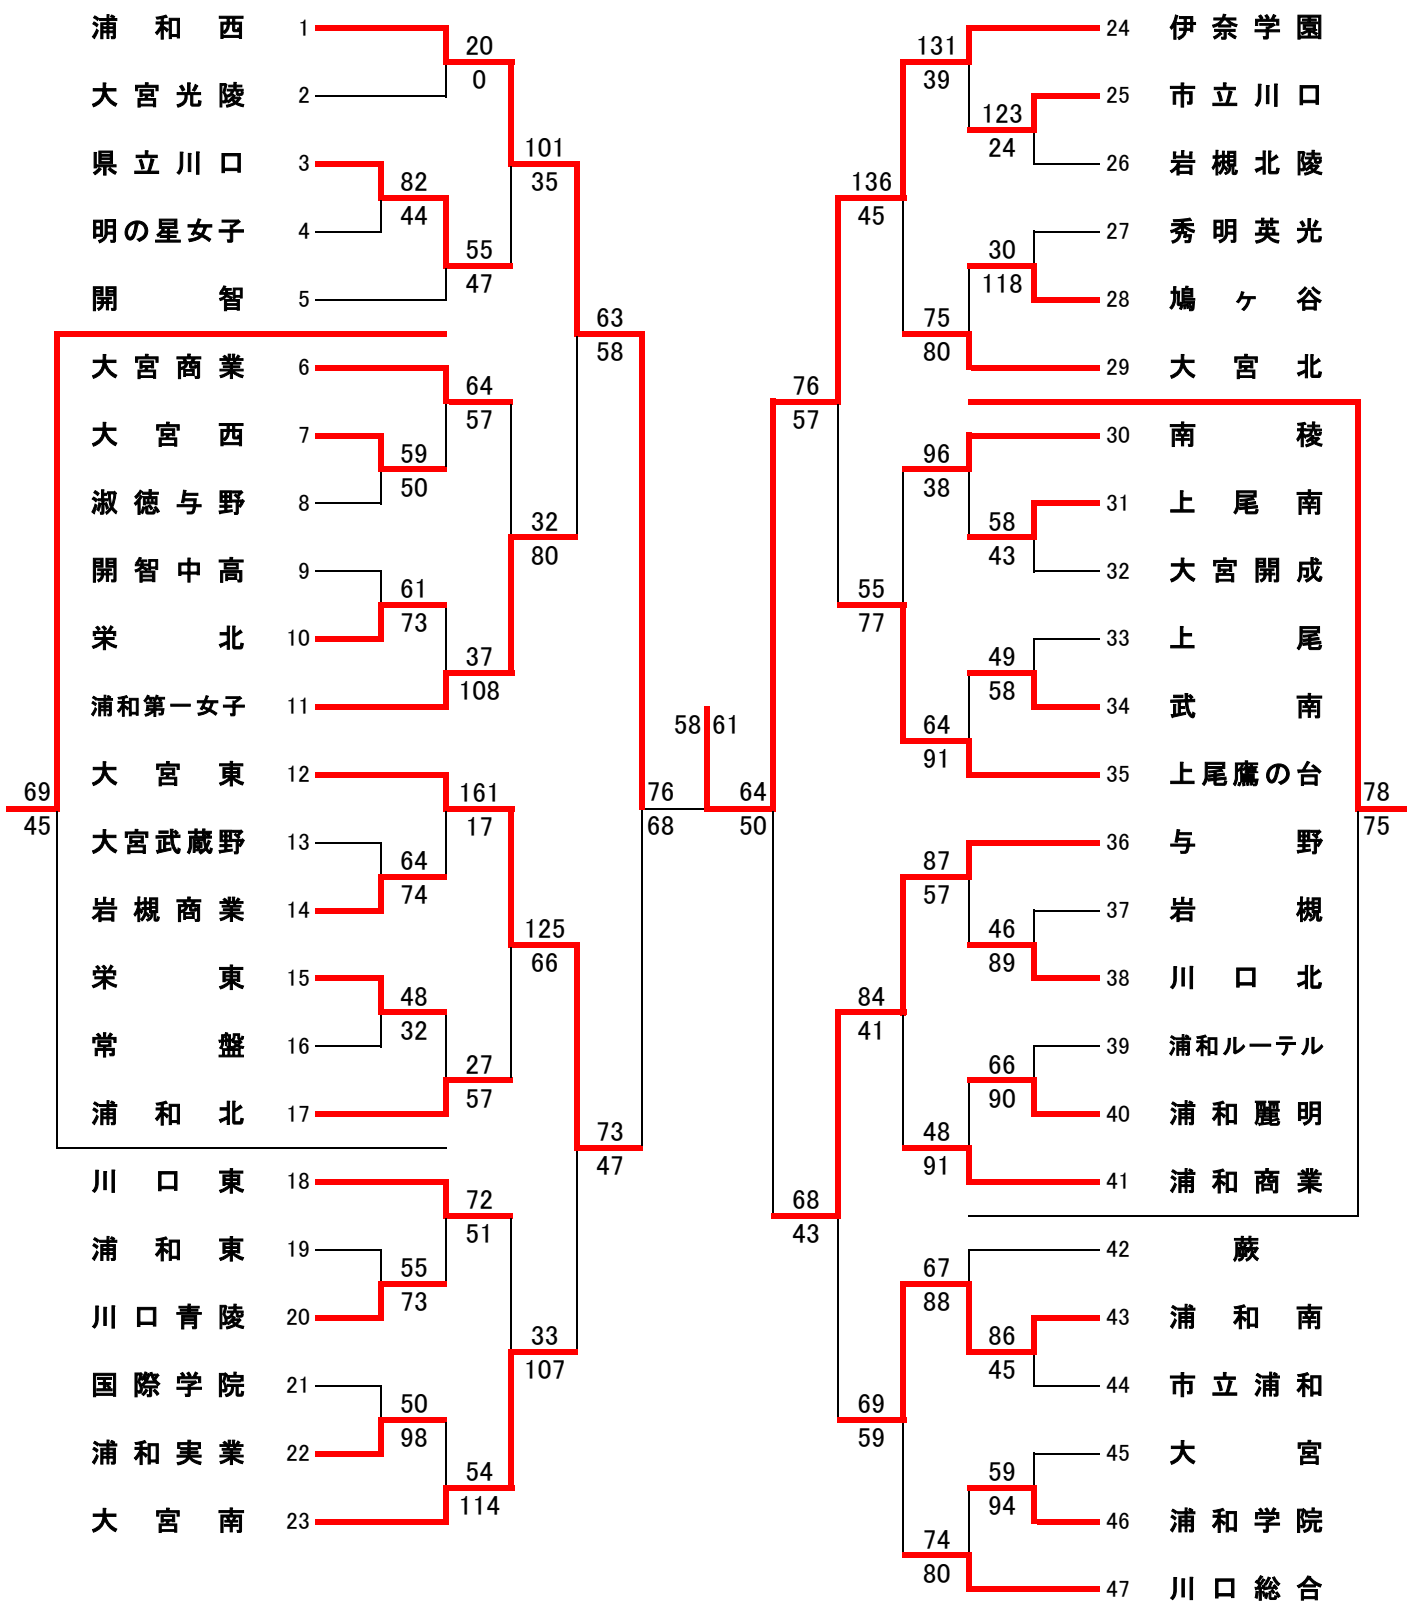 浦和西 1
20
0
大宮光陵 2
101
35
県立川口 3
82
44
明の星女子 4
55
47
開智 5
63
58
大宮商業 6
64
57
大宮西 7
59
50
淑徳与野 8
32
80
開智中高 9
61
73
栄北 10
37
108
浦和第一女子 11
大宮東 12
161
17
69
45
大宮武蔵野 13
64
74
岩槻商業 14
125
66
栄東 15
48
32
常盤 16
27
57
浦和北 17
73
47
川口東 18
72
51
浦和東 19
55
73
川口青陵 20
33
107
国際学院 21
50
98
浦和実業 22
54
114
大宮南 23
76
68
58 61
64
50
24 伊奈学園
131
39
25 市立川口
123
24
26 岩槻北陵
136
45
27 秀明英光
30
118
28 鳩ヶ谷
75
80
29 大宮北
76
57
30 南稜
96
38
31 上尾南
58
43
32 大宮開成
55
77
33 上尾
49
58
34 武南
64
91
35 上尾鷹の台
78
75
36 与野
87
57
37 岩槻
46
89
38 川口北
84
41
39 浦和ルーテル
66
90
40 浦和麗明
48
91
41 浦和商業
68
43
42 蕨
67
88
43 浦和南
86
45
44 市立浦和
69
59
45 大宮
59
94
46 浦和学院
74
80
47 川口総合